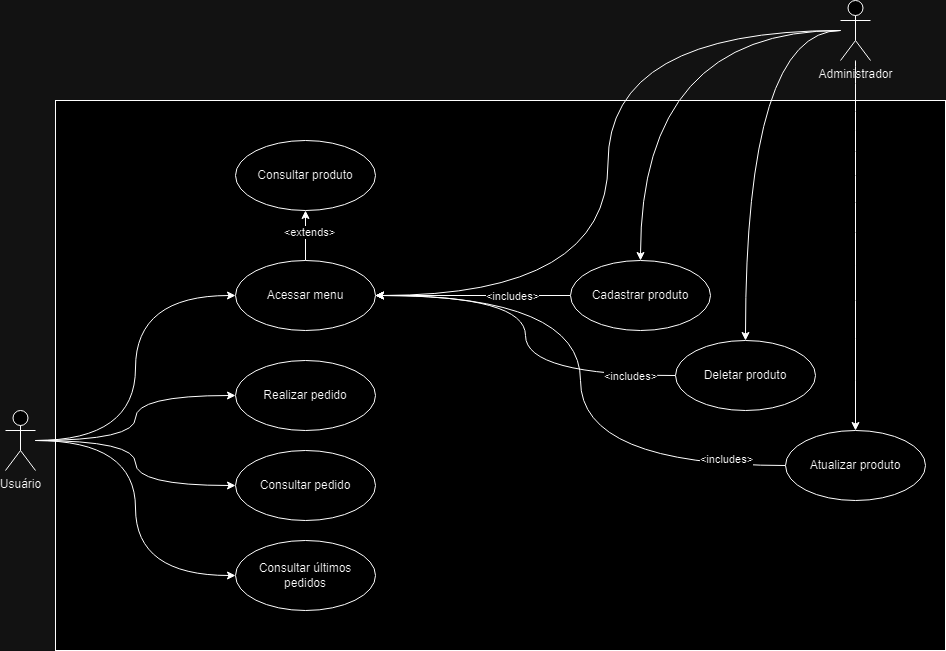 Administrador
Consultar produto
<extends>
Acessar menu
<includes>
Cadastrar produto
<includes>
Deletar produto
Realizar pedido
<includes>
Atualizar produto
Usuário
Consultar pedido
Consultar últimos
pedidos